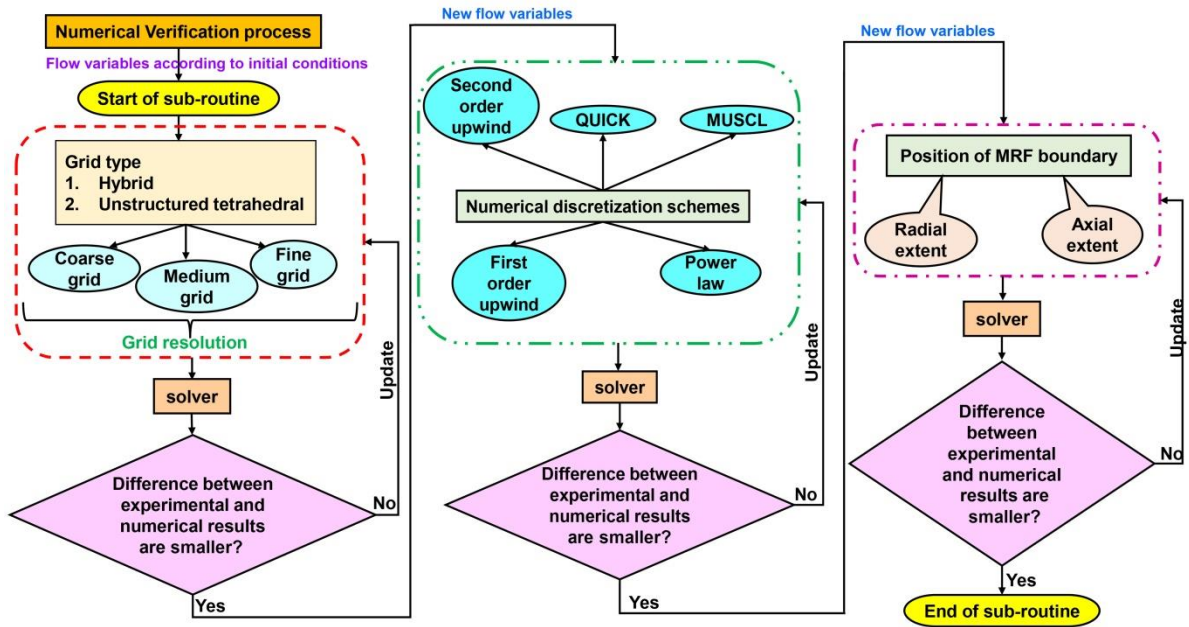 Numerical Verification process
Flow variables according to initial conditions
Start of sub-routine
Grid type
1. Hybrid
2. Unstructured tetrahedral
Coarse
grid
Medium
grid
Fine
grid
Grid resolution
solver
Difference between
experimental and
numerical results
are smaller?
No
Update
Yes
New flow variables
Second
order
upwind
QUICK
MUSCL
Numerical discretization schemes
First
order
upwind
Power
law
solver
Difference between
experimental and
numerical results
are smaller?
No
Update
Yes
New flow variables
Position of MRF boundary
Radial
extent
Axial
extent
solver
Difference
between
experimental
and numerical
results are
smaller?
No
Update
Yes
End of sub-routine